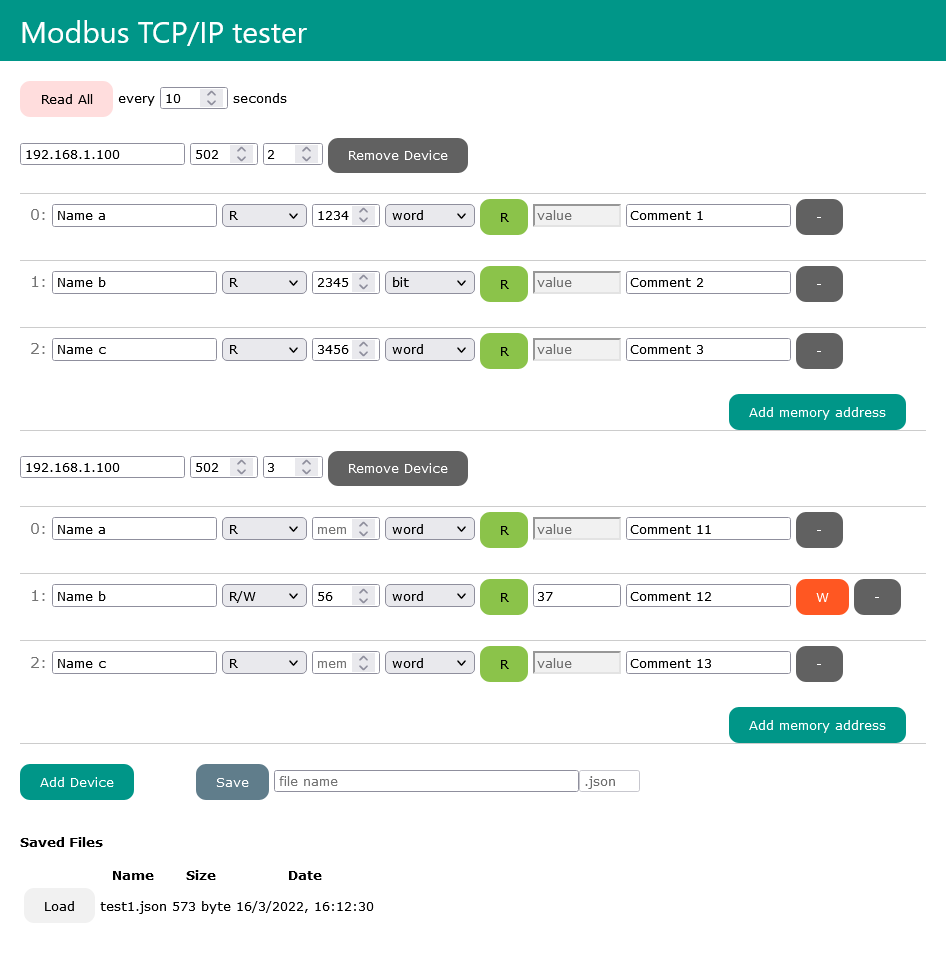 Modbus TCP/IP tester
Read All every 10 seconds
192.168.1.100 502 2 Remove Device
0: Name a R 1234 word R value Comment 1 -
1: Name b R 2345 bit R value Comment 2 -
2: Name c R 3456 word R value Comment 3 -
Add memory address
192.168.1.100 502 3 Remove Device
0: Name a R mem word R value Comment 11 -
1: Name b R/W 56 word R 37 Comment 12 W -
2: Name c R mem word R value Comment 13 -
Add memory address
Add Device Save file name .json
Saved Files
Name Size Date
Load test1.json 573 byte 16/3/2022, 16:12:30